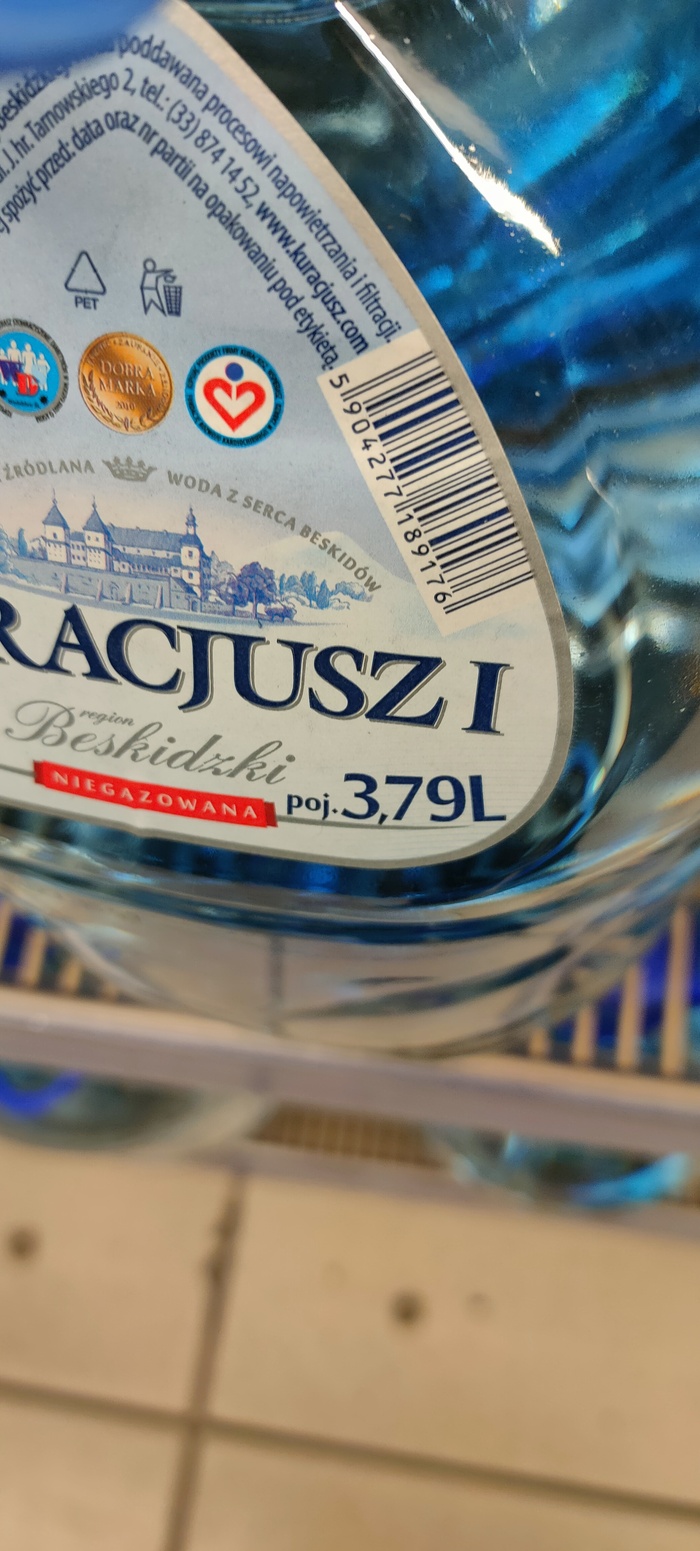 poddawana procesowi napowietrzania i filtracji.
J. hr. Tarnowskiego 2, tel.: (33) 874 14 52, www.kuracjusz.com
spożyć przed: data oraz nr partii na opakowaniu pod etykietą.
PET
DOBRA
MARKA
2010
5 904277 189176
ŹRÓDLANA WODA Z SERCA BESKIDÓW
RACJUSZ I
region
Beskidzki
NIEGAZOWANA
poj. 3,79L